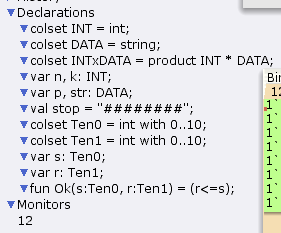 Declarations
colset INT = int;
colset DATA = string;
colset INTxDATA = product INT * DATA;
var n, k: INT;
var p, str: DATA;
val stop = "########";
colset Ten0 = int with 0..10;
colset Ten1 = int with 0..10;
var s: Ten0;
var r: Ten1;
fun Ok(s:Ten0, r:Ten1) = (r<=s);
Monitors
12
Bin
12
1`
1`
1`
1`
1`
1`
1`
1`